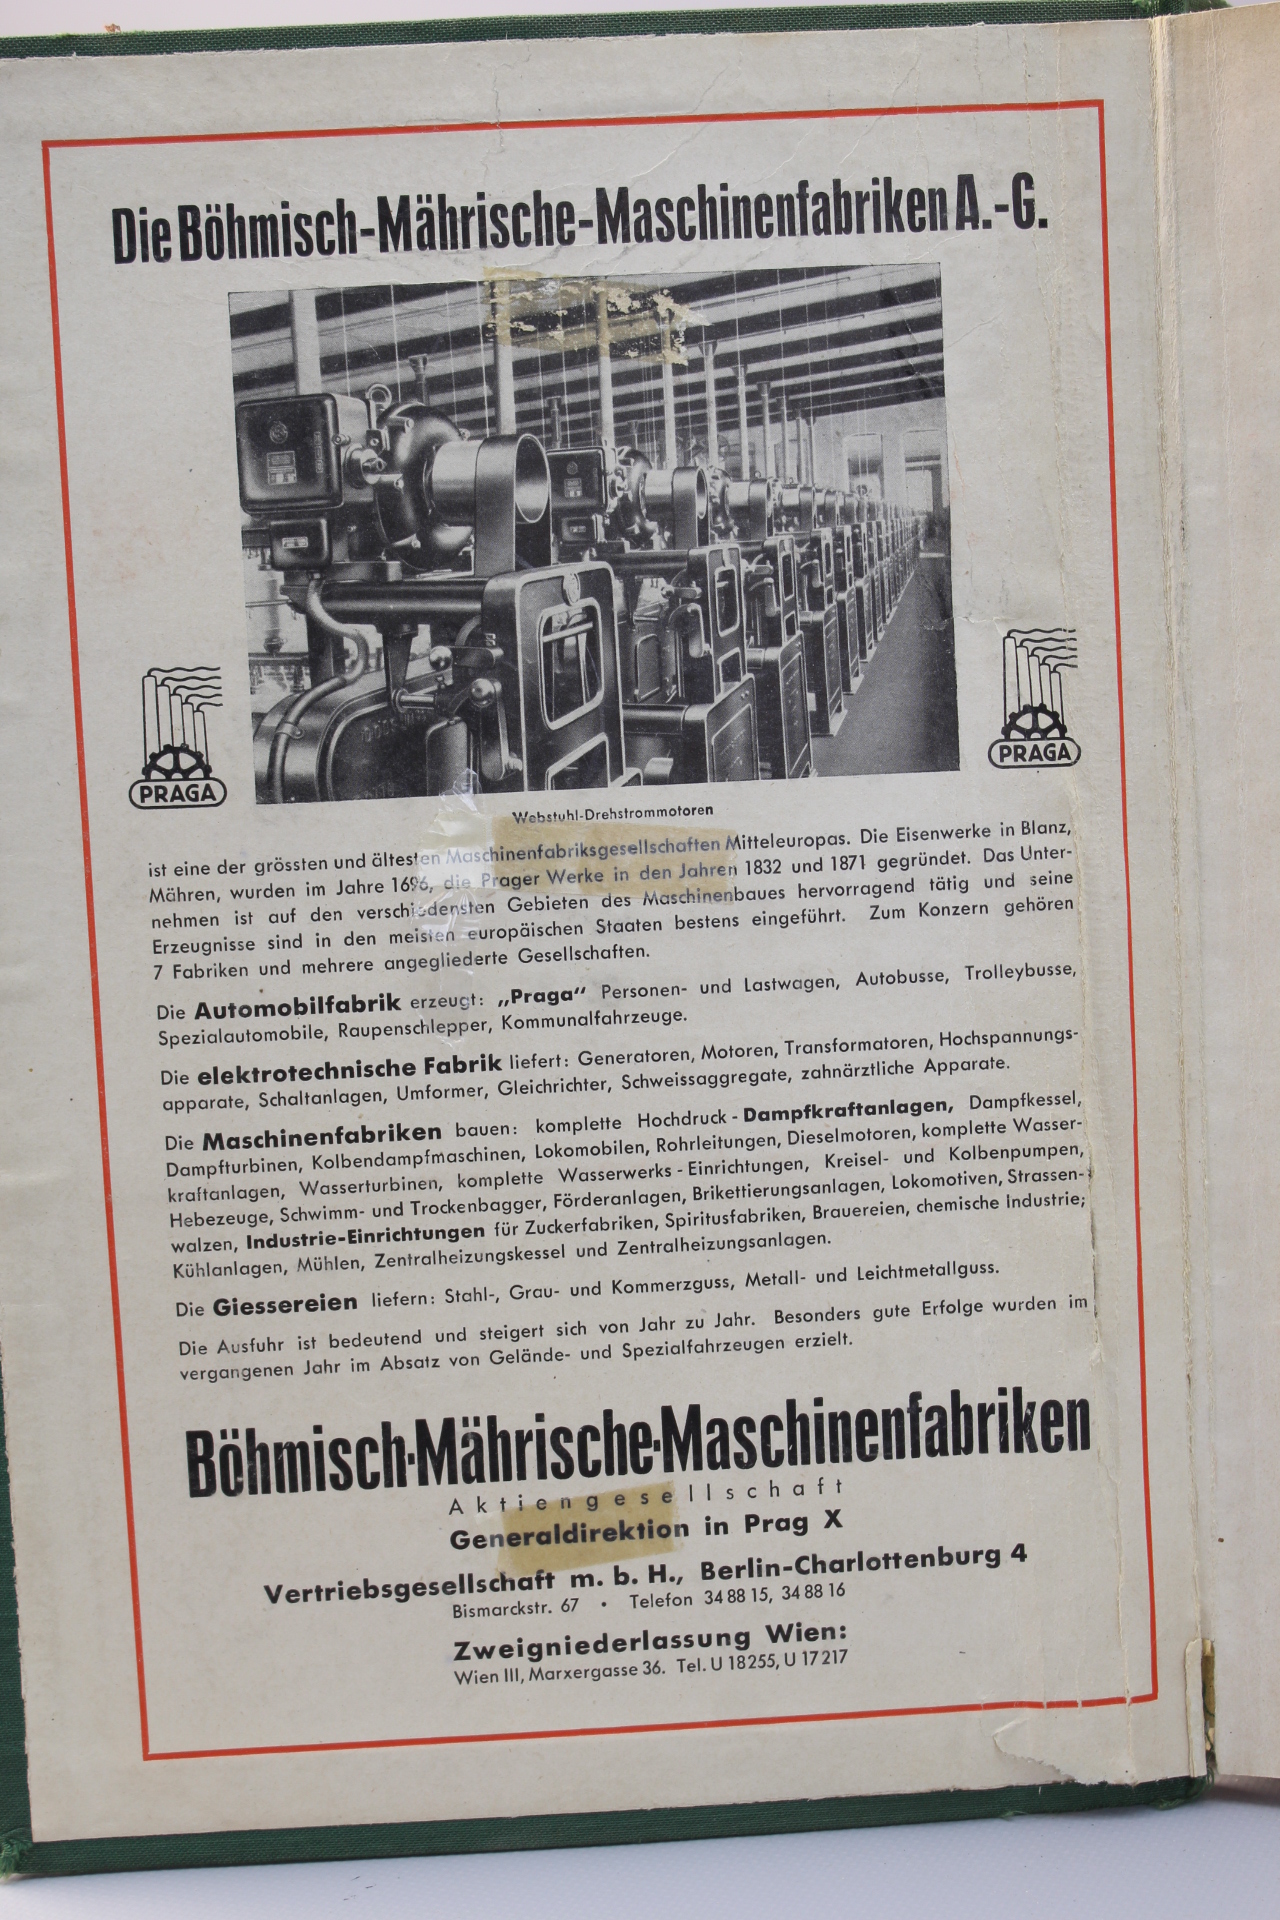 Die Böhmisch-Mährische-Maschinenfabriken A.-G.
PRAGA
PRAGA
Webstuhl-Drehstrommotoren
ist eine der grössten und ältesten Maschinenfabriksgesellschaften Mitteleuropas. Die Eisenwerke in Blanz,
Mähren, wurden im Jahre 1696, die Prager Werke in den Jahren 1832 und 1871 gegründet. Das Unter-
nehmen ist auf den verschiedensten Gebieten des Maschinenbaues hervorragend tätig und seine
Erzeugnisse sind in den meisten europäischen Staaten bestens eingeführt. Zum Konzern gehören
7 Fabriken und mehrere angegliederte Gesellschaften.
Die Automobilfabrik erzeugt: „Praga“ Personen- und Lastwagen, Autobusse, Trolleybusse,
Spezialautomobile, Raupenschlepper, Kommunalfahrzeuge.
Die elektrotechnische Fabrik liefert: Generatoren, Motoren, Transformatoren, Hochspannungs-
apparate, Schaltanlagen, Umformer, Gleichrichter, Schweissaggregate, zahnärztliche Apparate.
Die Maschinenfabriken bauen: komplette Hochdruck-Dampfkraftanlagen, Dampfkessel,
Dampfturbinen, Kolbendampfmaschinen, Lokomobilen, Rohrleitungen, Dieselmotoren, komplette Wasser-
kraftanlagen, Wasserturbinen, komplette Wasserwerks-Einrichtungen, Kreisel- und Kolbenpumpen,
Hebezeuge, Schwimm- und Trockenbagger, Förderanlagen, Brikettierungsanlagen, Lokomotiven, Strassen-
walzen, Industrie-Einrichtungen für Zuckerfabriken, Spiritusfabriken, Brauereien, chemische Industrie;
Kühlanlagen, Mühlen, Zentralheizungskessel und Zentralheizungsanlagen.
Die Giessereien liefern: Stahl-, Grau- und Kommerzguss, Metall- und Leichtmetallguss.
Die Ausfuhr ist bedeutend und steigert sich von Jahr zu Jahr. Besonders gute Erfolge wurden im
vergangenen Jahr im Absatz von Gelände- und Spezialfahrzeugen erzielt.
Böhmisch-Mährische-Maschinenfabriken
Aktiengesellschaft
Generaldirektion in Prag X
Vertriebsgesellschaft m. b. H., Berlin-Charlottenburg 4
Bismarckstr. 67 • Telefon 34 88 15, 34 88 16
Zweigniederlassung Wien:
Wien III, Marxergasse 36. Tel. U 18255, U 17217